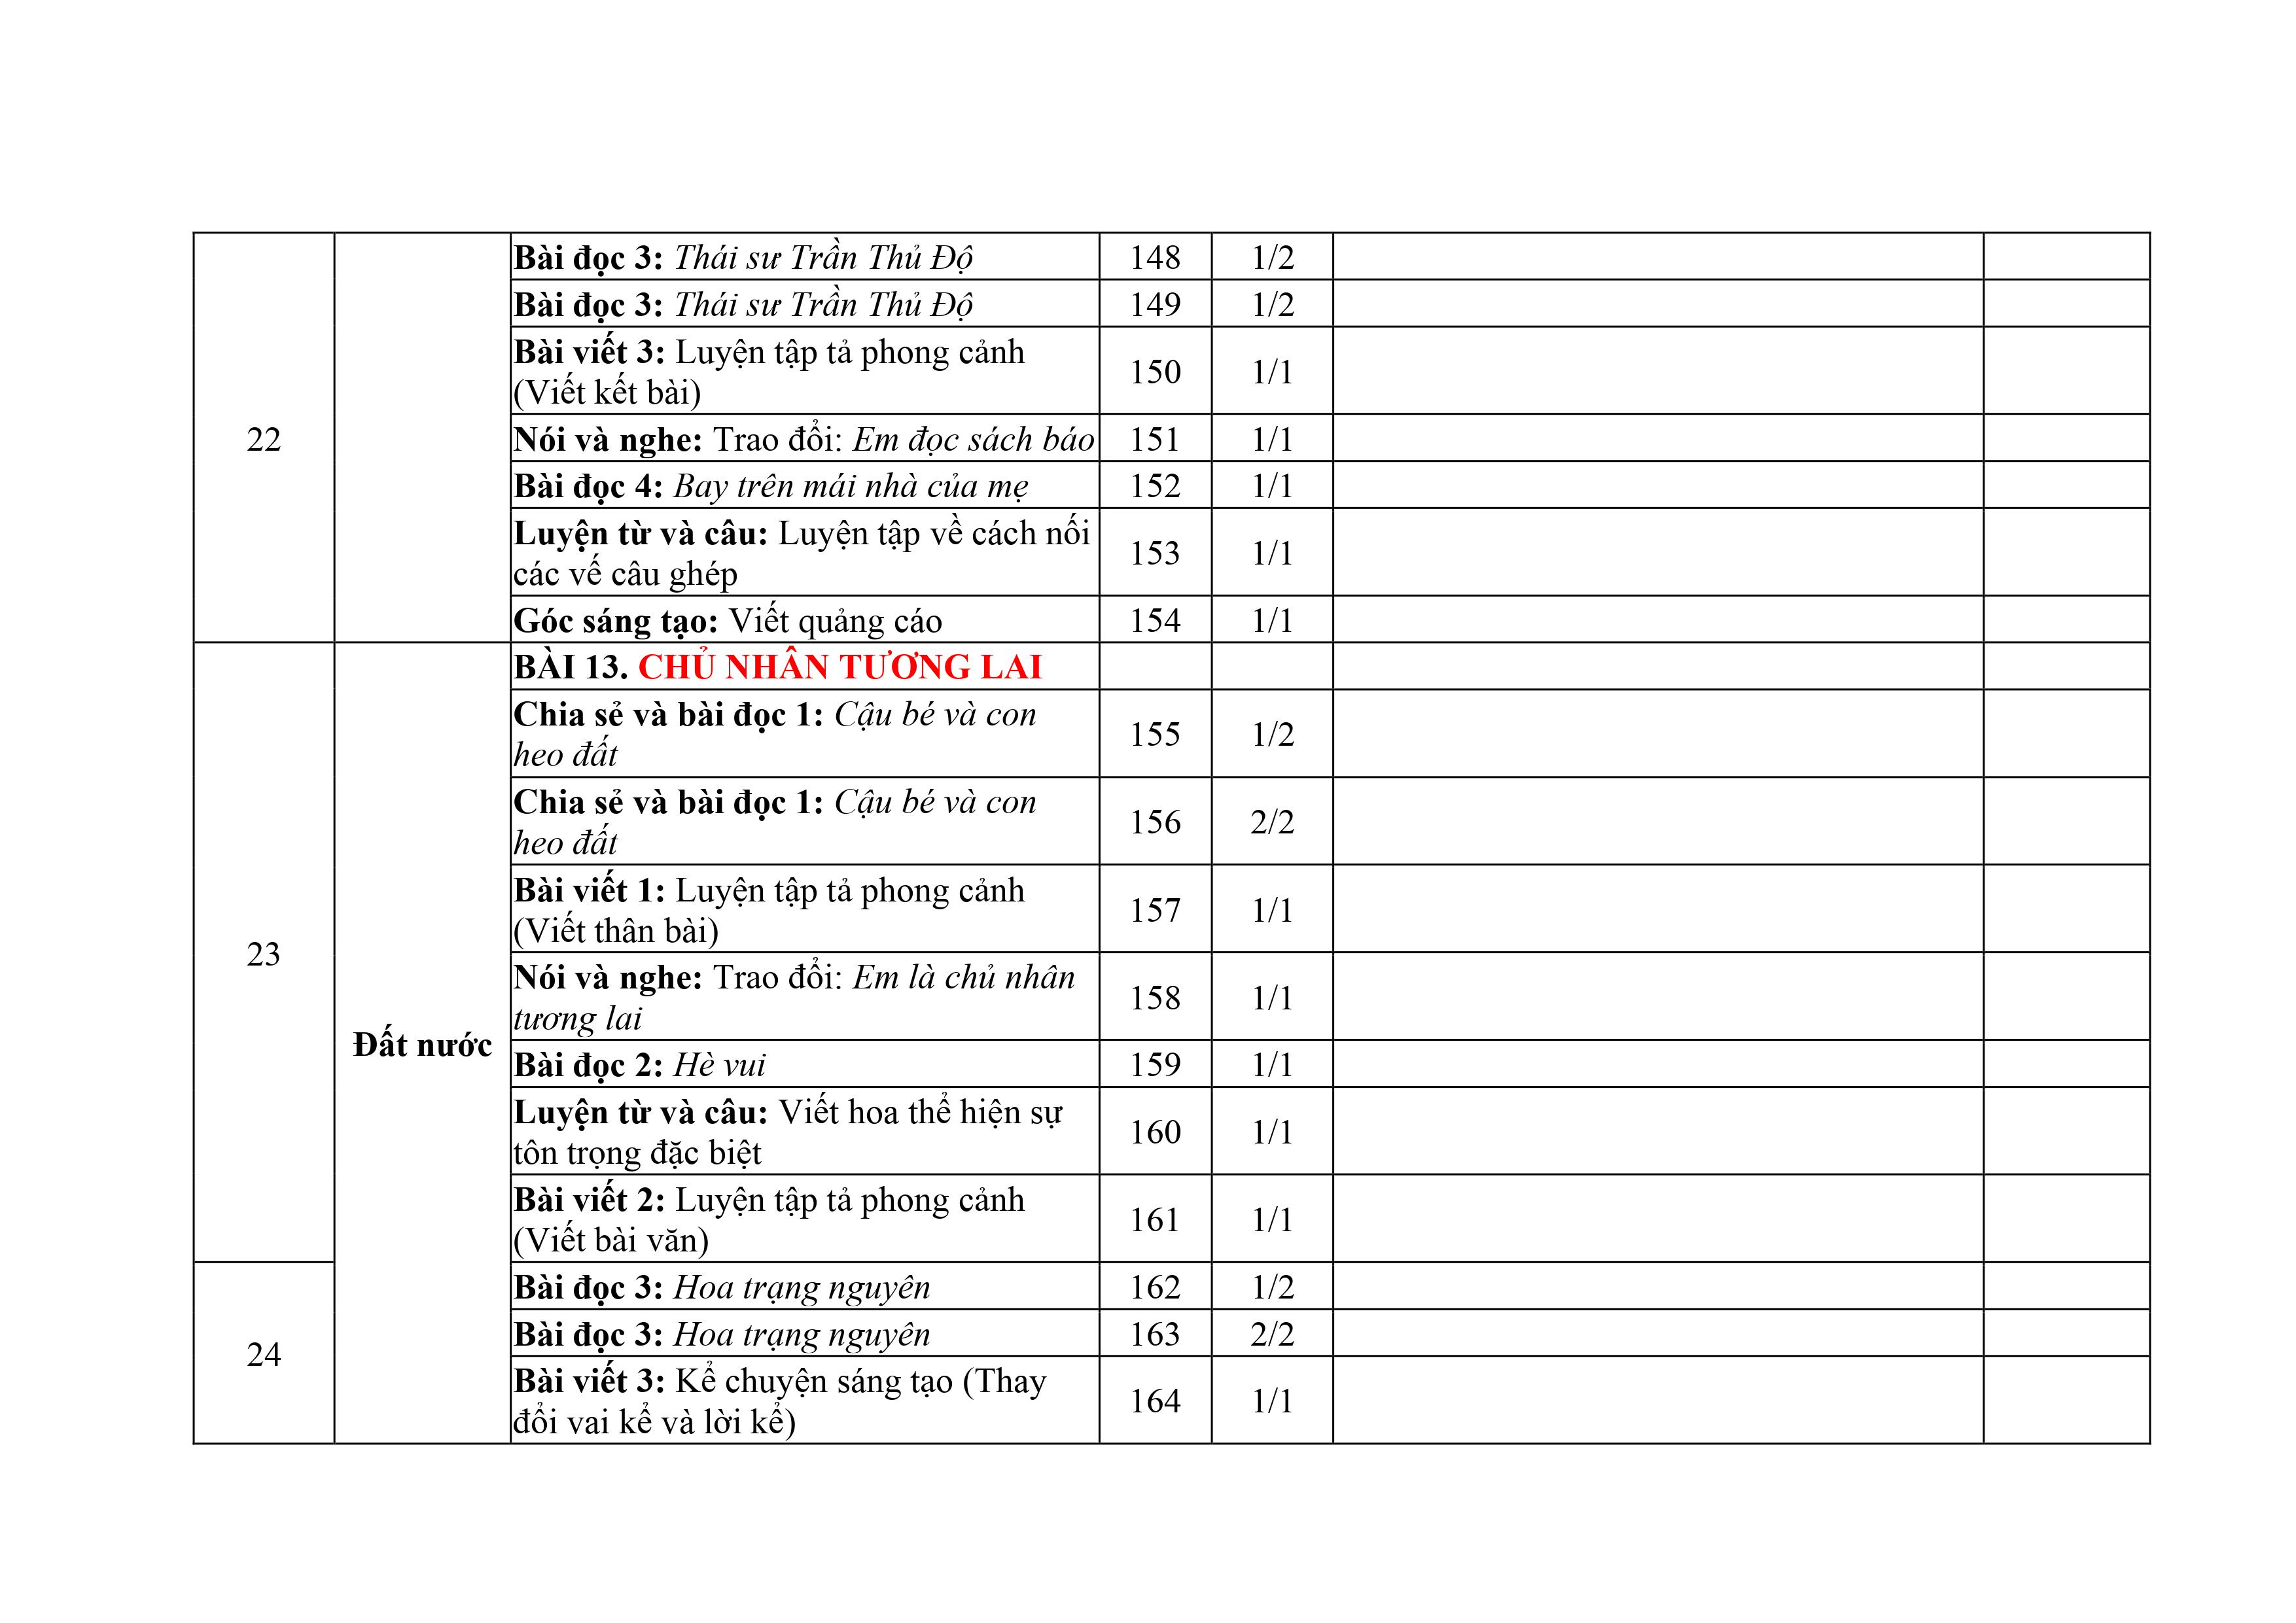 Bài đọc 3: Thái sư Trần Thủ Độ 148 1/2
Bài đọc 3: Thái sư Trần Thủ Độ 149 1/2
Bài viết 3: Luyện tập tả phong cảnh
(Viết kết bài) 150 1/1
22
Nói và nghe: Trao đổi: Em đọc sách báo 151 1/1
Bài đọc 4: Bay trên mái nhà của mẹ 152 1/1
Luyện từ và câu: Luyện tập về cách nối
các vế câu ghép 153 1/1
Góc sáng tạo: Viết quảng cáo 154 1/1
BÀI 13. CHỦ NHÂN TƯƠNG LAI
Chia sẻ và bài đọc 1: Cậu bé và con
heo đất 155 1/2
Chia sẻ và bài đọc 1: Cậu bé và con
heo đất 156 2/2
Bài viết 1: Luyện tập tả phong cảnh
(Viết thân bài) 157 1/1
23
Nói và nghe: Trao đổi: Em là chủ nhân
tương lai 158 1/1
Đất nước
Bài đọc 2: Hè vui 159 1/1
Luyện từ và câu: Viết hoa thể hiện sự
tôn trọng đặc biệt 160 1/1
Bài viết 2: Luyện tập tả phong cảnh
(Viết bài văn) 161 1/1
Bài đọc 3: Hoa trạng nguyên 162 1/2
Bài đọc 3: Hoa trạng nguyên 163 2/2
24
Bài viết 3: Kể chuyện sáng tạo (Thay
đổi vai kể và lời kể) 164 1/1